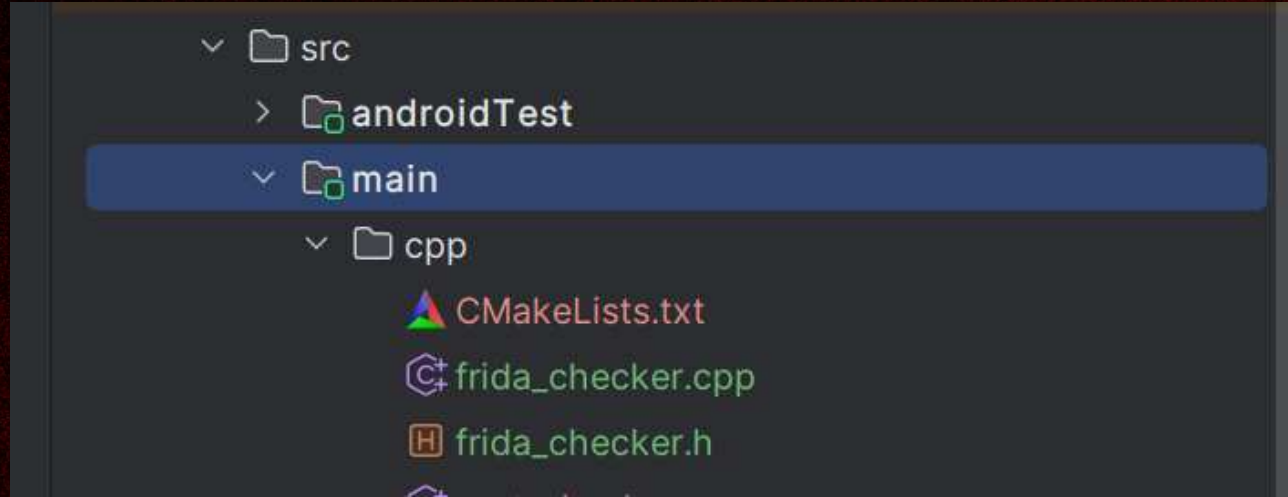 src
androidTest
main
cpp
CMakeLists.txt
frida_checker.cpp
frida_checker.h